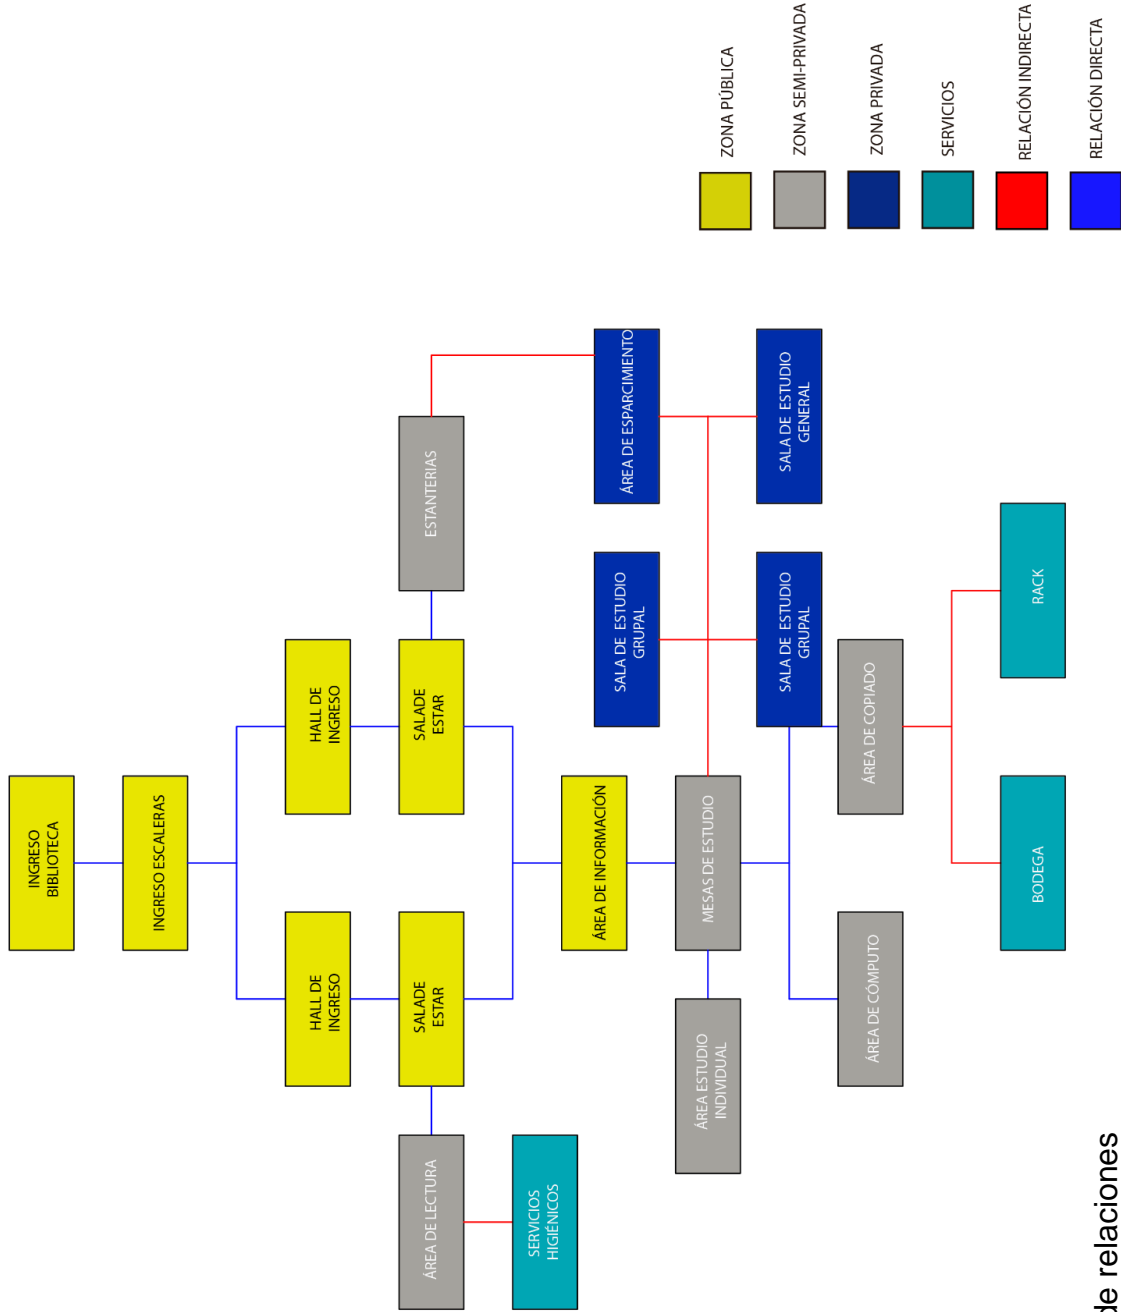 INGRESO
BIBLIOTECA
INGRESO ESCALERAS
HALL DE
INGRESO
HALL DE
INGRESO
SALADE
ESTAR
SALADE
ESTAR
ÁREA DE LECTURA
ESTANTERIAS
SERVICIOS
HIGIÉNICOS
ÁREA DE INFORMACIÓN
SALA DE ESTUDIO
GRUPAL
ÁREA DE ESPARCIMIENTO
ÁREA ESTUDIO
INDIVIDUAL
MESAS DE ESTUDIO
SALA DE ESTUDIO
GRUPAL
SALA DE ESTUDIO
GENERAL
ÁREA DE CÓMPUTO
ÁREA DE COPIADO
BODEGA
RACK
ZONA PÚBLICA
ZONA SEMI-PRIVADA
ZONA PRIVADA
SERVICIOS
RELACIÓN INDIRECTA
RELACIÓN DIRECTA
de relaciones